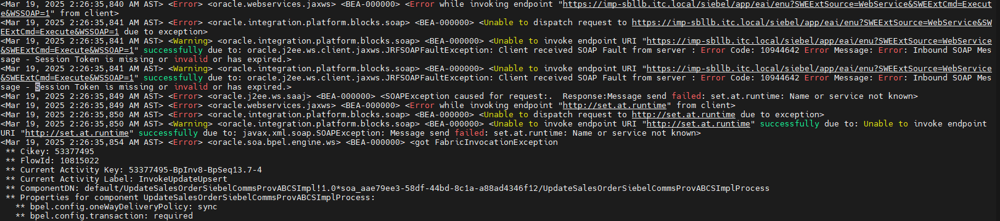 <Mar 19, 2025 2:26:35,840 AM AST> <Error> <oracle.webservices.jaxws> <BEA-000000> <Error while invoking endpoint "https://imp-sbllb.itc.local/siebel/app/eai/enu?SWEExtSource=WebService&SWEExtCmd=Execut
e&WSSOAP=1" from client>
<Mar 19, 2025 2:26:35,841 AM AST> <Error> <oracle.integration.platform.blocks.soap> <BEA-000000> <Unable to dispatch request to https://imp-sbllb.itc.local/siebel/app/eai/enu?SWEExtSource=WebService&SW
EExtCmd=Execute&WSSOAP=1 due to exception>
<Mar 19, 2025 2:26:35,841 AM AST> <Warning> <oracle.integration.platform.blocks.soap> <BEA-000000> <Unable to invoke endpoint URI "https://imp-sbllb.itc.local/siebel/app/eai/enu?SWEExtSource=WebService
&SWEExtCmd=Execute&WSSOAP=1" successfully due to: oracle.j2ee.ws.client.jaxws.JRFSOAPFaultException: Client received SOAP Fault from server : Error Code: 10944642 Error Message: Error: Inbound SOAP Mes
sage - Session Token is missing or invalid or has expired.>
<Mar 19, 2025 2:26:35,841 AM AST> <Warning> <oracle.integration.platform.blocks.soap> <BEA-000000> <Unable to invoke endpoint URI "https://imp-sbllb.itc.local/siebel/app/eai/enu?SWEExtSource=WebService
&SWEExtCmd=Execute&WSSOAP=1" successfully due to: oracle.j2ee.ws.client.jaxws.JRFSOAPFaultException: Client received SOAP Fault from server : Error Code: 10944642 Error Message: Error: Inbound SOAP Mes
sage - Session Token is missing or invalid or has expired.>
<Mar 19, 2025 2:26:35,849 AM AST> <Error> <oracle.j2ee.ws.saaj> <BEA-000000> <SOAPException caused for request:.  Response:Message send failed: set.at.runtime: Name or service not known>
<Mar 19, 2025 2:26:35,849 AM AST> <Error> <oracle.webservices.jaxws> <BEA-000000> <Error while invoking endpoint "http://set.at.runtime" from client>
<Mar 19, 2025 2:26:35,850 AM AST> <Error> <oracle.integration.platform.blocks.soap> <BEA-000000> <Unable to dispatch request to http://set.at.runtime due to exception>
<Mar 19, 2025 2:26:35,850 AM AST> <Warning> <oracle.integration.platform.blocks.soap> <BEA-000000> <Unable to invoke endpoint URI "http://set.at.runtime" successfully due to: Unable to invoke endpoint 
URI "http://set.at.runtime" successfully due to: javax.xml.soap.SOAPException: Message send failed: set.at.runtime: Name or service not known>
<Mar 19, 2025 2:26:35,854 AM AST> <Error> <oracle.soa.bpel.engine.ws> <BEA-000000> <got FabricInvocationException
 ** Cikey: 53377495
 ** FlowId: 10815022
 ** Current Activity Key: 53377495-BpInv8-BpSeq13.7-4
 ** Current Activity Label: InvokeUpdateUpsert
 ** ComponentDN: default/UpdateSalesOrderSiebelCommsProvABCSImpl!1.0*soa_aae79ee3-58df-44bd-8c1a-a88ad4346f12/UpdateSalesOrderSiebelCommsProvABCSImplProcess
 ** Properties for component UpdateSalesOrderSiebelCommsProvABCSImplProcess:
   ** bpel.config.oneWayDeliveryPolicy: sync
   ** bpel.config.transaction: required